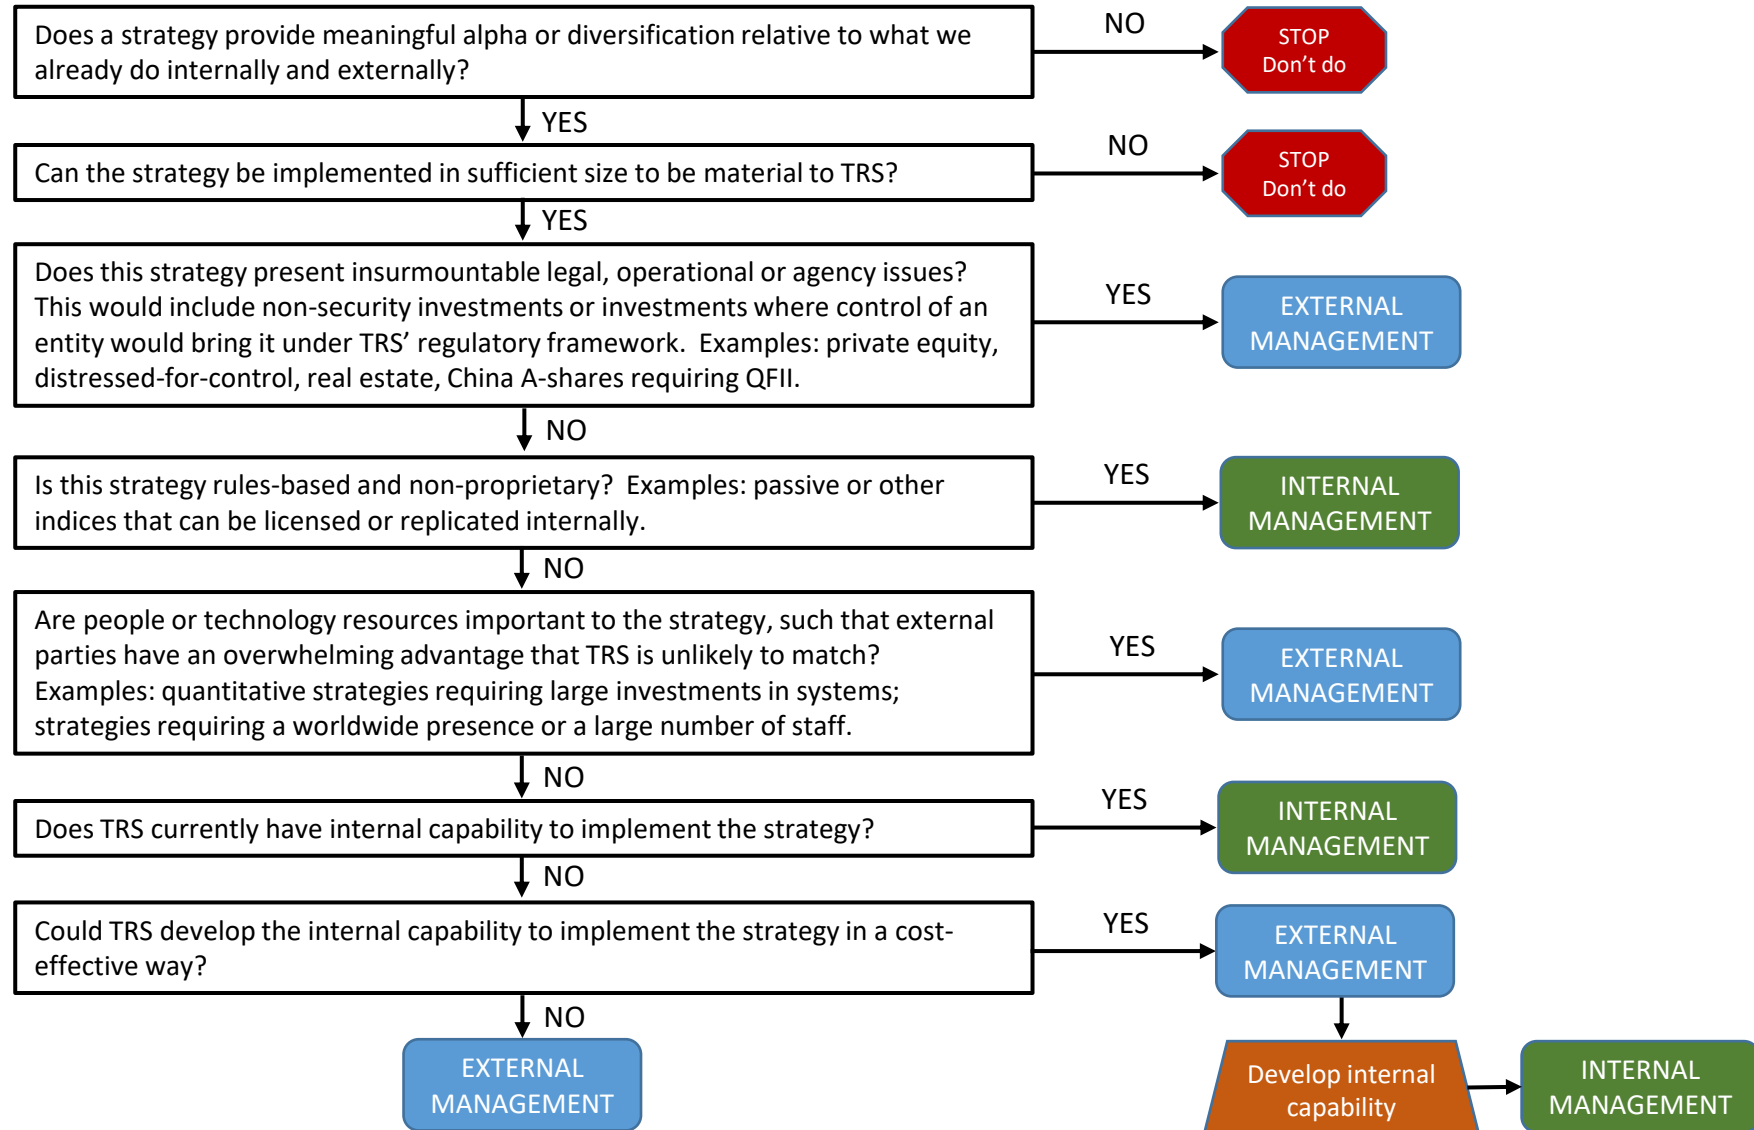 Does a strategy provide meaningful alpha or diversification relative to what we
already do internally and externally?
NO
STOP
Don’t do
YES
Can the strategy be implemented in sufficient size to be material to TRS?
NO
STOP
Don’t do
YES
Does this strategy present insurmountable legal, operational or agency issues?
This would include non-security investments or investments where control of an
entity would bring it under TRS’ regulatory framework.  Examples: private equity,
distressed-for-control, real estate, China A-shares requiring QFII.
YES
EXTERNAL
MANAGEMENT
NO
Is this strategy rules-based and non-proprietary?  Examples: passive or other
indices that can be licensed or replicated internally.
YES
INTERNAL
MANAGEMENT
NO
Are people or technology resources important to the strategy, such that external
parties have an overwhelming advantage that TRS is unlikely to match?
Examples: quantitative strategies requiring large investments in systems;
strategies requiring a worldwide presence or a large number of staff.
YES
EXTERNAL
MANAGEMENT
NO
Does TRS currently have internal capability to implement the strategy?
YES
INTERNAL
MANAGEMENT
NO
Could TRS develop the internal capability to implement the strategy in a cost-
effective way?
YES
EXTERNAL
MANAGEMENT
NO
EXTERNAL
MANAGEMENT
Develop internal
capability
INTERNAL
MANAGEMENT